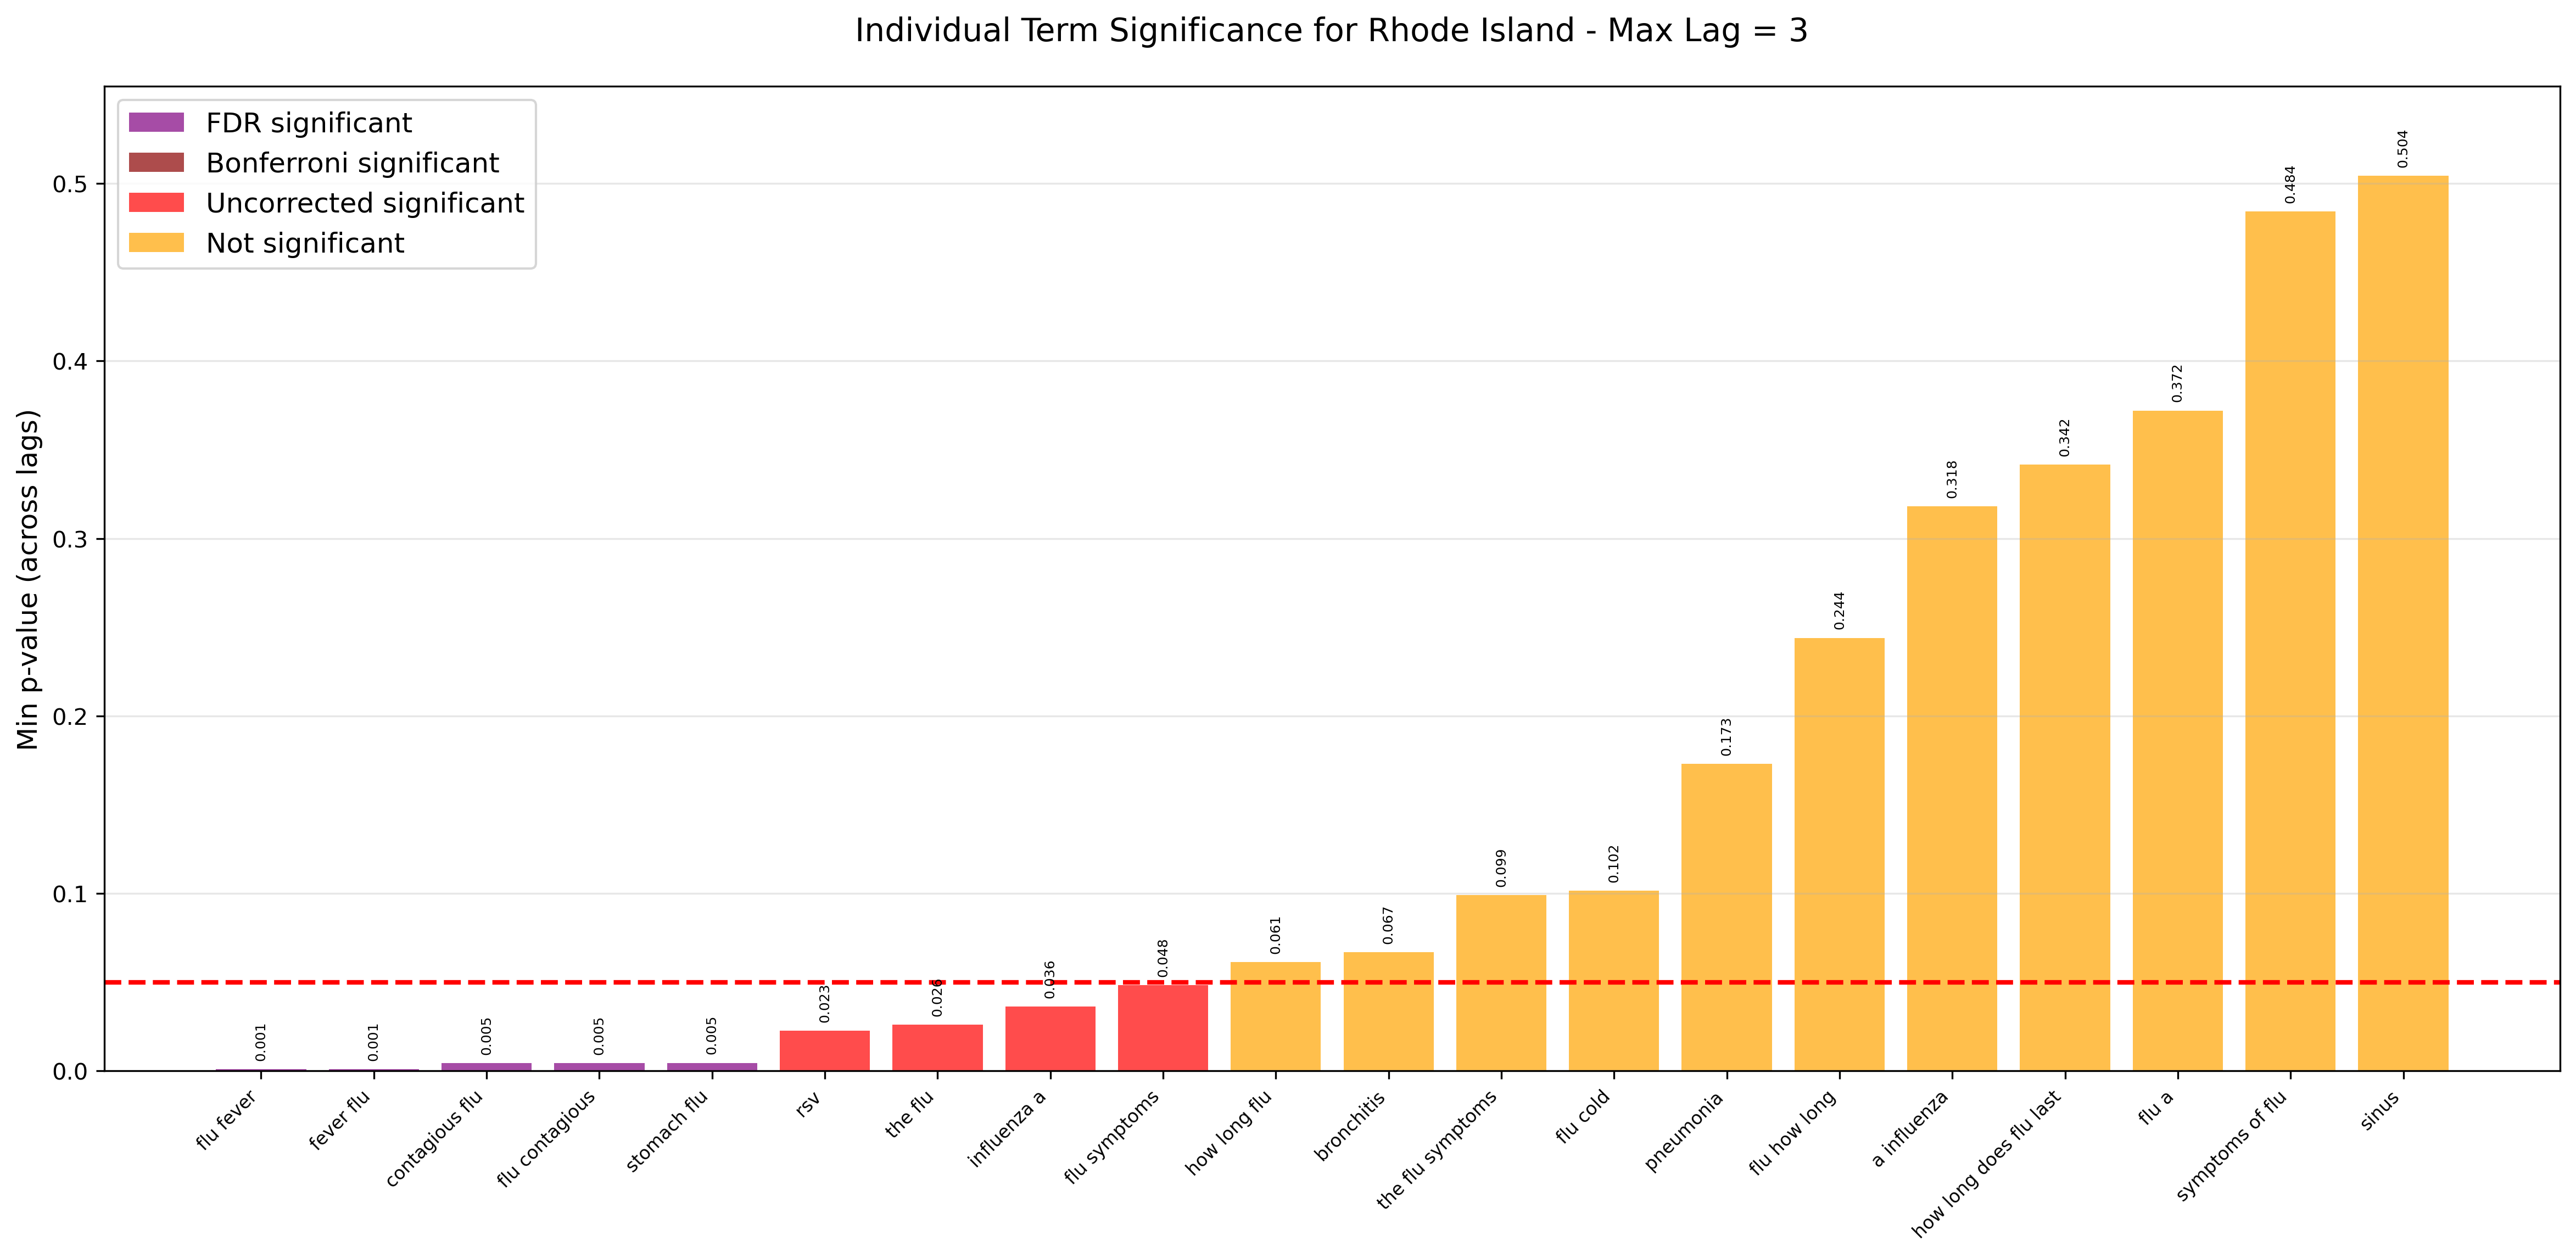 Individual Term Significance for Rhode Island - Max Lag = 3
FDR significant
Bonferroni significant
Uncorrected significant
Not significant
Min p-value (across lags)
0.5
0.4
0.3
0.2
0.1
0.0
0.001
0.001
0.005
0.005
0.005
0.023
0.026
0.036
0.048
0.061
0.067
0.099
0.102
0.173
0.244
0.318
0.342
0.372
0.484
0.504
flu fever
fever flu
contagious flu
flu contagious
stomach flu
rsv
the flu
influenza a
flu symptoms
how long flu
bronchitis
the flu symptoms
flu cold
pneumonia
flu how long
a influenza
how long does flu last
flu a
symptoms of flu
sinus